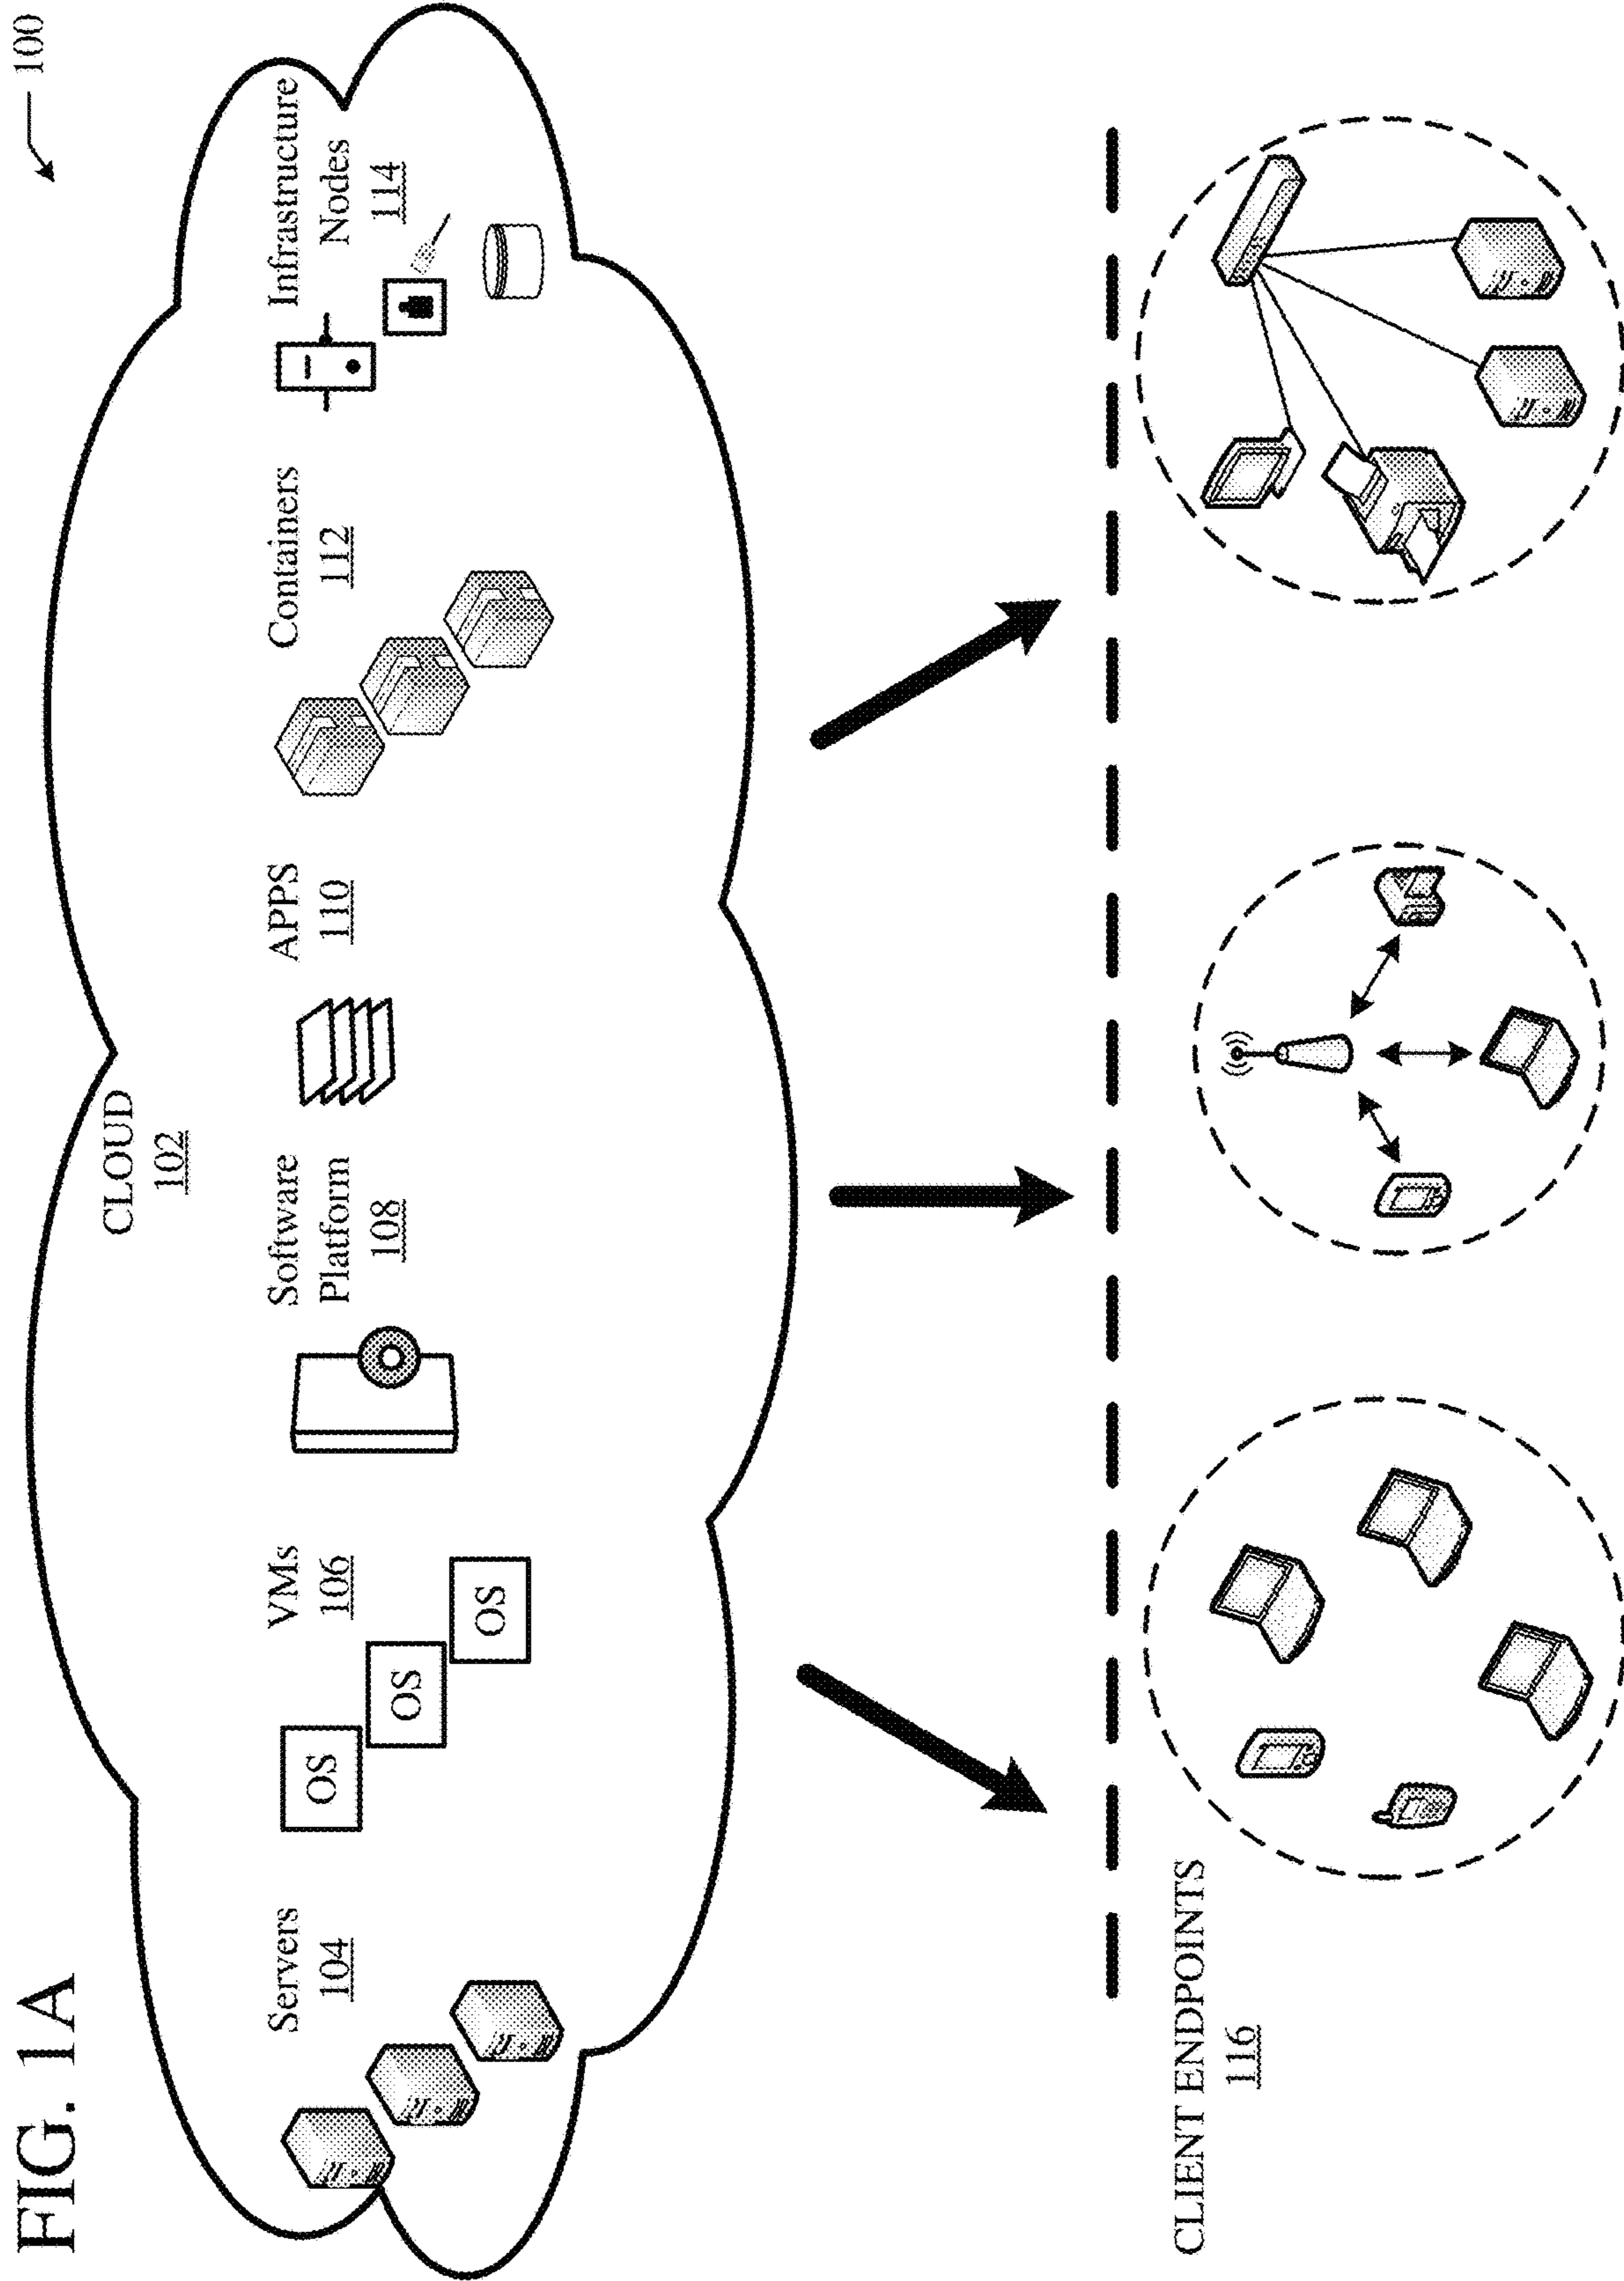 FIG. 1A
100
CLOUD
102
Servers
104
VMs
106
Software
Platform
108
APPS
110
Containers
112
Infrastructure
Nodes
114
OS
OS
OS
CLIENT ENDPOINTS
116